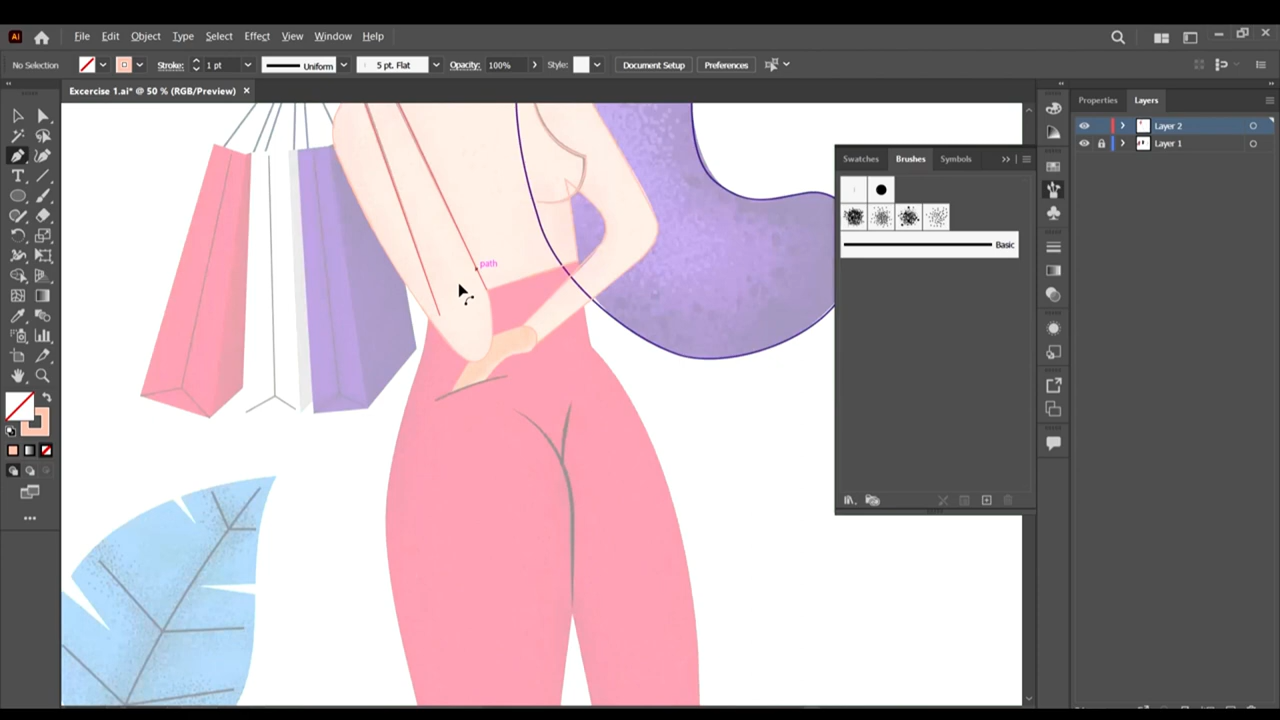 Ai File Edit Object Type Select Effect View Window Help
No Selection Stroke: 1 pt Uniform 5 pt. Flat Opacity: 100% Style: Document Setup Preferences
Excercise 1.ai* @ 50 % (RGB/Preview) ×
Properties Layers
Layer 2
Layer 1
Swatches Brushes Symbols
Basic
path